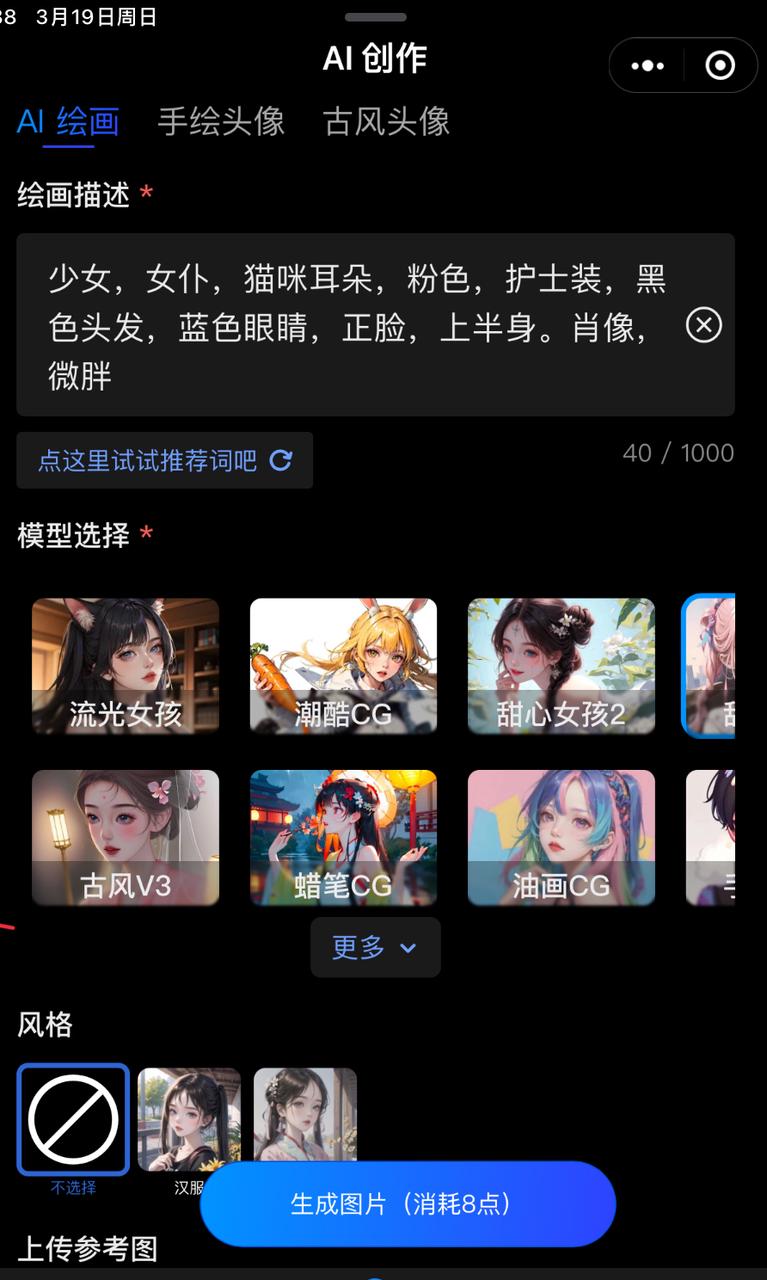 38 3月19日周日
AI 创作
AI 绘画 手绘头像 古风头像
绘画描述 *
少女，女仆，猫咪耳朵，粉色，护士装，黑
色头发，蓝色眼睛，正脸，上半身。肖像，
微胖
点这里试试推荐词吧
40 / 1000
模型选择 *
流光女孩 潮酷CG 甜心女孩2
古风V3 蜡笔CG 油画CG
更多
风格
不选择 汉服
生成图片（消耗8点）
上传参考图